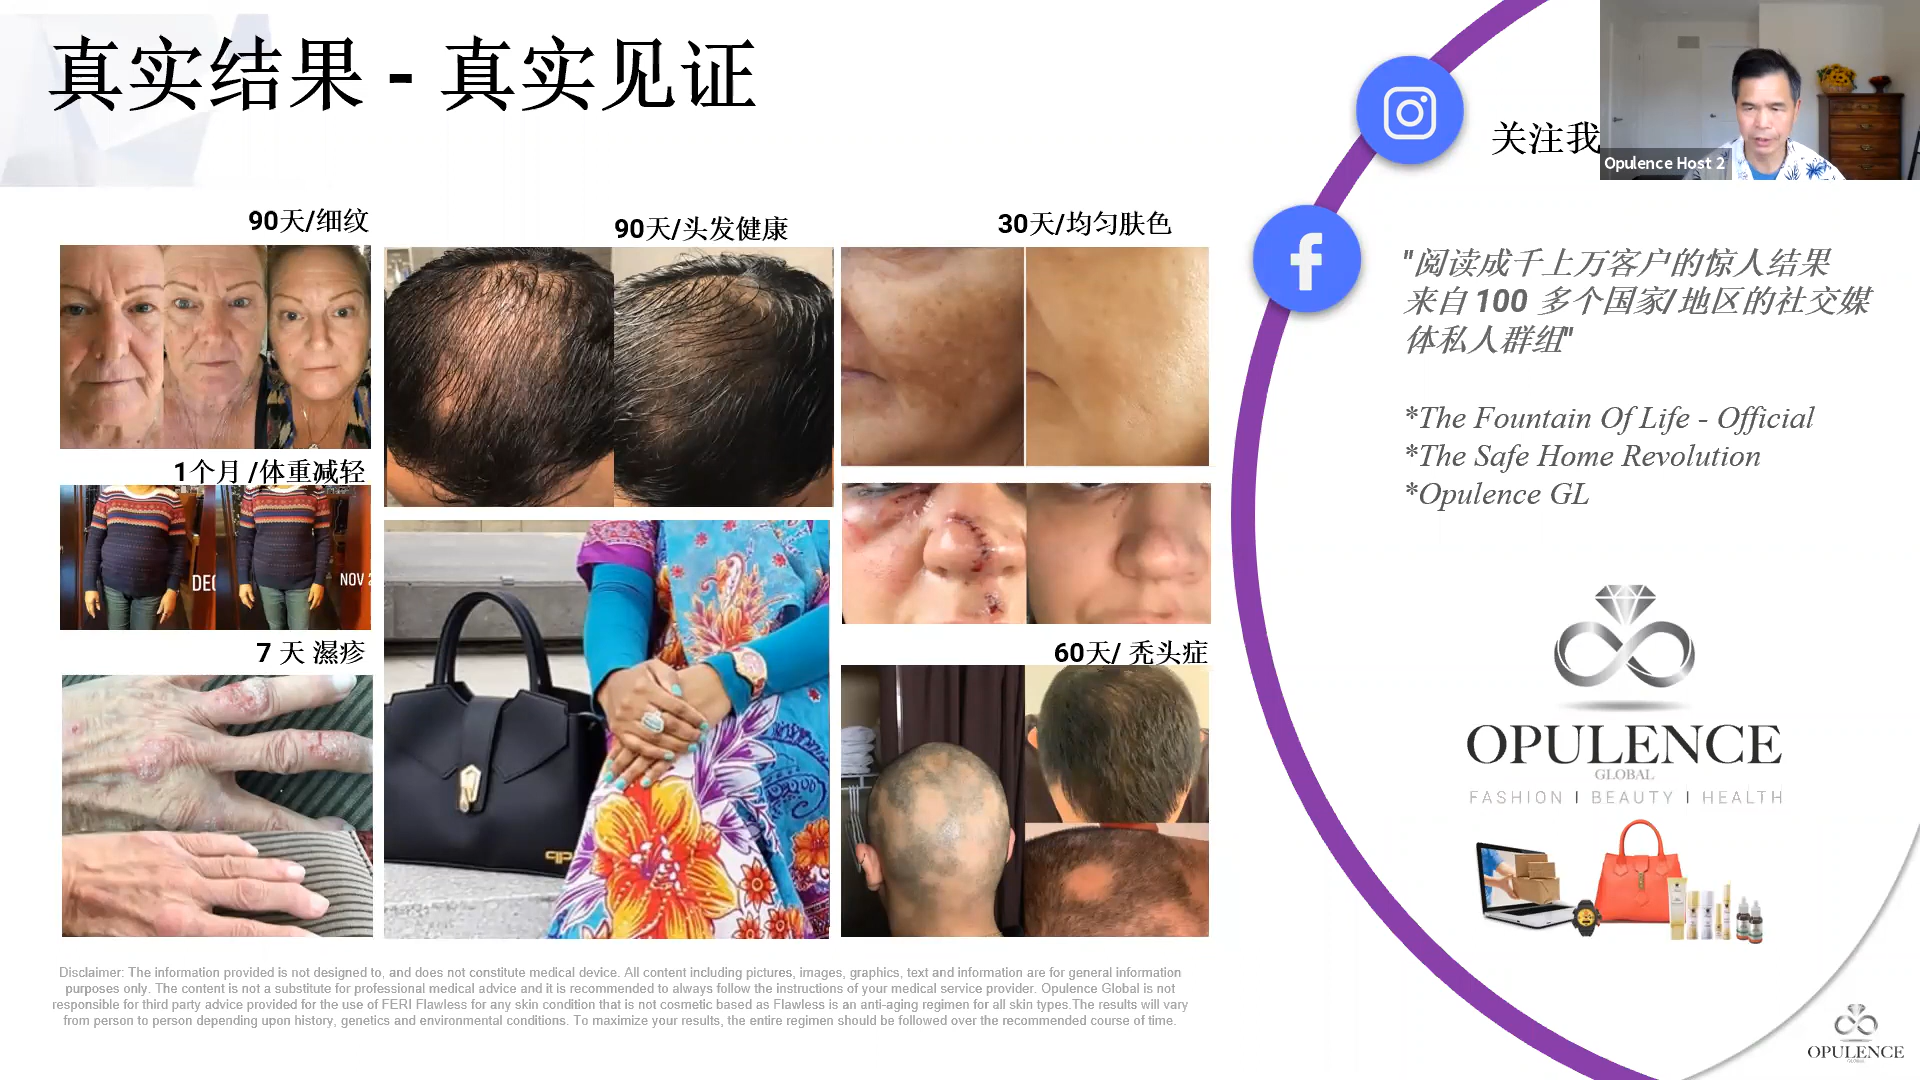 真实结果 - 真实见证
关注我
Opulence Host 2
90天/细纹
90天/头发健康
30天/均匀肤色
"阅读成千上万客户的惊人结果
来自 100 多个国家/地区的社交媒
体私人群组"
*The Fountain Of Life - Official
*The Safe Home Revolution
*Opulence GL
1个月 /体重减轻
DEC
NOV 2
7 天 濕疹
60天/ 秃头症
OPULENCE
GLOBAL
FASHION | BEAUTY | HEALTH
Disclaimer: The information provided is not designed to, and does not constitute medical device. All content including pictures, images, graphics, text and information are for general information
purposes only. The content is not a substitute for professional medical advice and it is recommended to always follow the instructions of your medical service provider. Opulence Global is not
responsible for third party advice provided for the use of FERI Flawless for any skin condition that is not cosmetic based as Flawless is an anti-aging regimen for all skin types.The results will vary
from person to person depending upon history, genetics and environmental conditions. To maximize your results, the entire regimen should be followed over the recommended course of time.
OPULENCE
GLOBAL